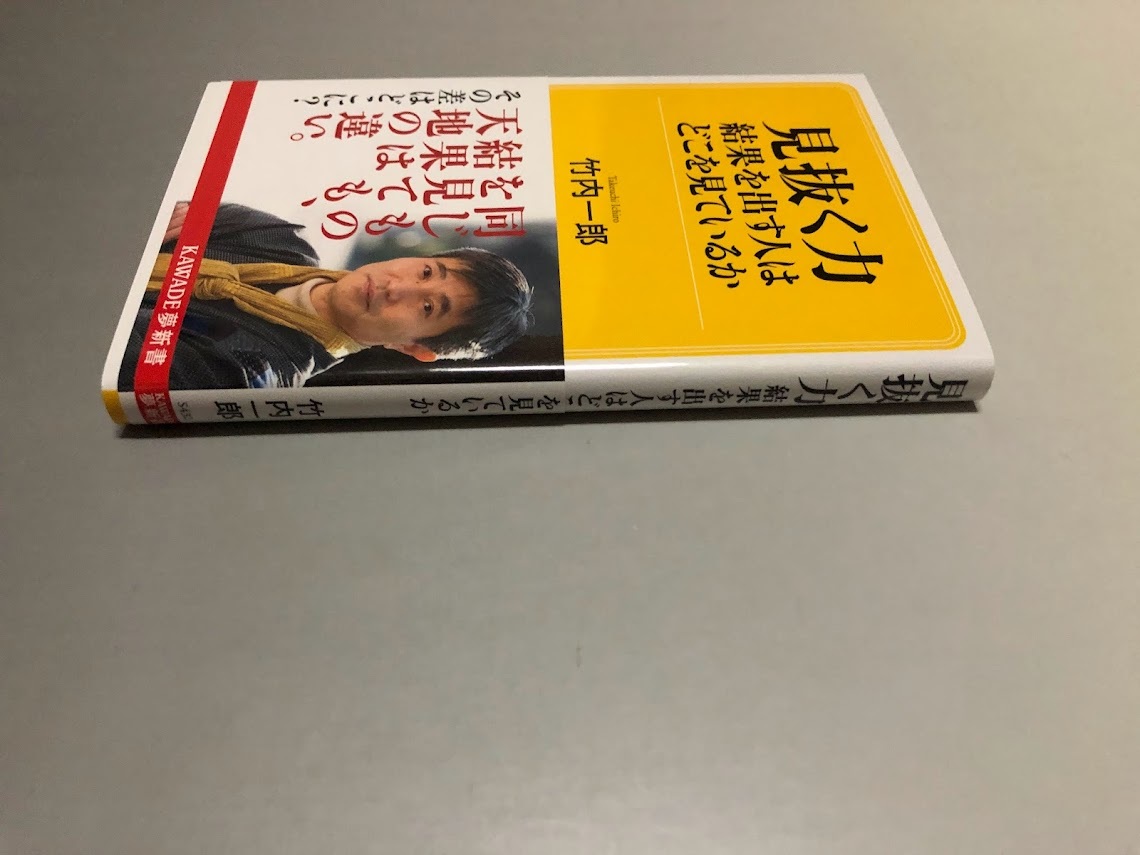 見抜く力
結果を出す人は
どこを見ているか
Takeuchi Ichiro
竹内一郎
同じもの
を見ても、
結果は
天地の違い。
その差はどこに?
KAWADE夢新書
見抜く力 結果を出す人はどこを見ているか 竹内一郎 S432